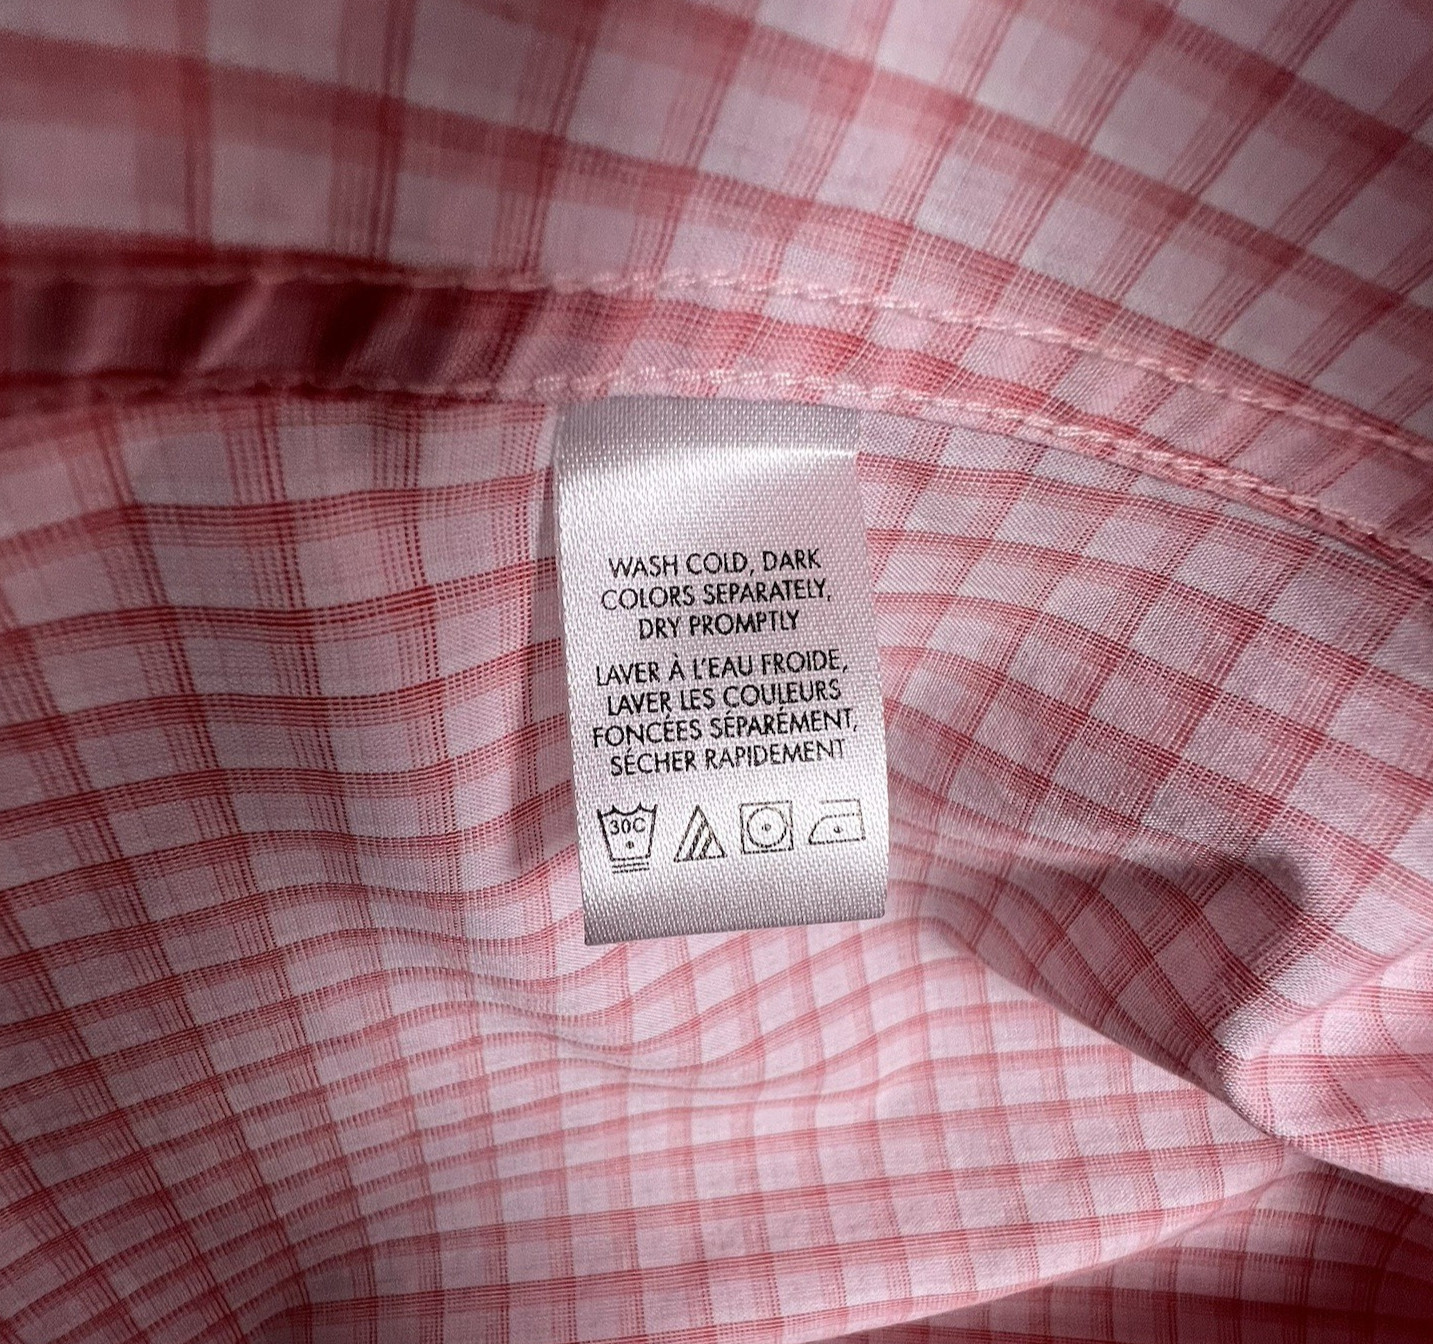 WASH COLD, DARK
COLORS SEPARATELY,
DRY PROMPTLY
LAVER À L'EAU FROIDE,
LAVER LES COULEURS
FONCÉES SÉPARÉMENT,
SÉCHER RAPIDEMENT
30C